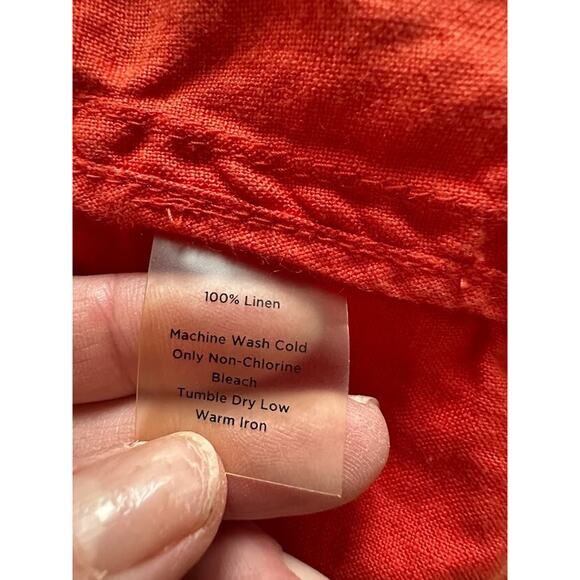 100% Linen
Machine Wash Cold
Only Non-Chlorine
Bleach
Tumble Dry Low
Warm Iron